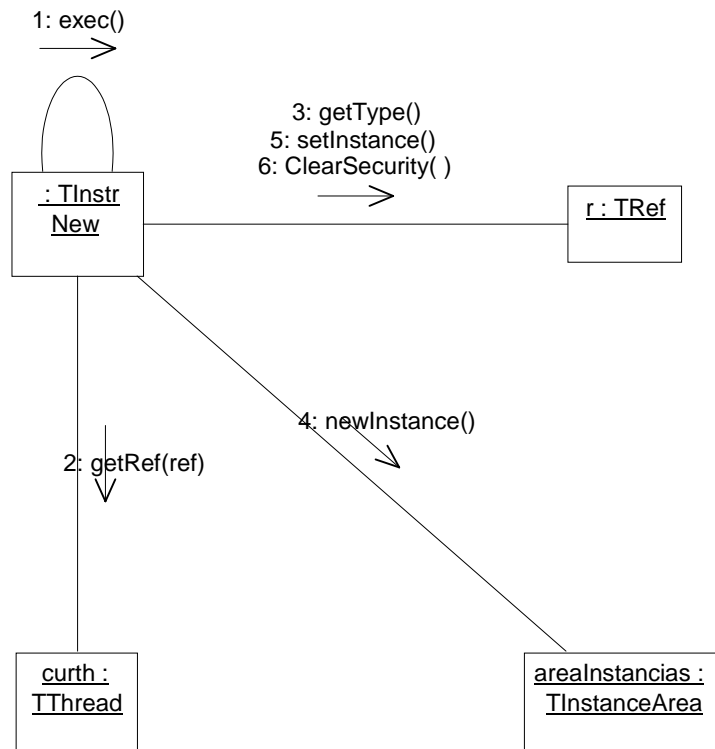 1: exec()
3: getType()
5: setInstance()
6: ClearSecurity( )
: TInstr
New
r : TRef
4: newInstance()
2: getRef(ref)
curth :
TThread
areaInstancias :
TInstanceArea